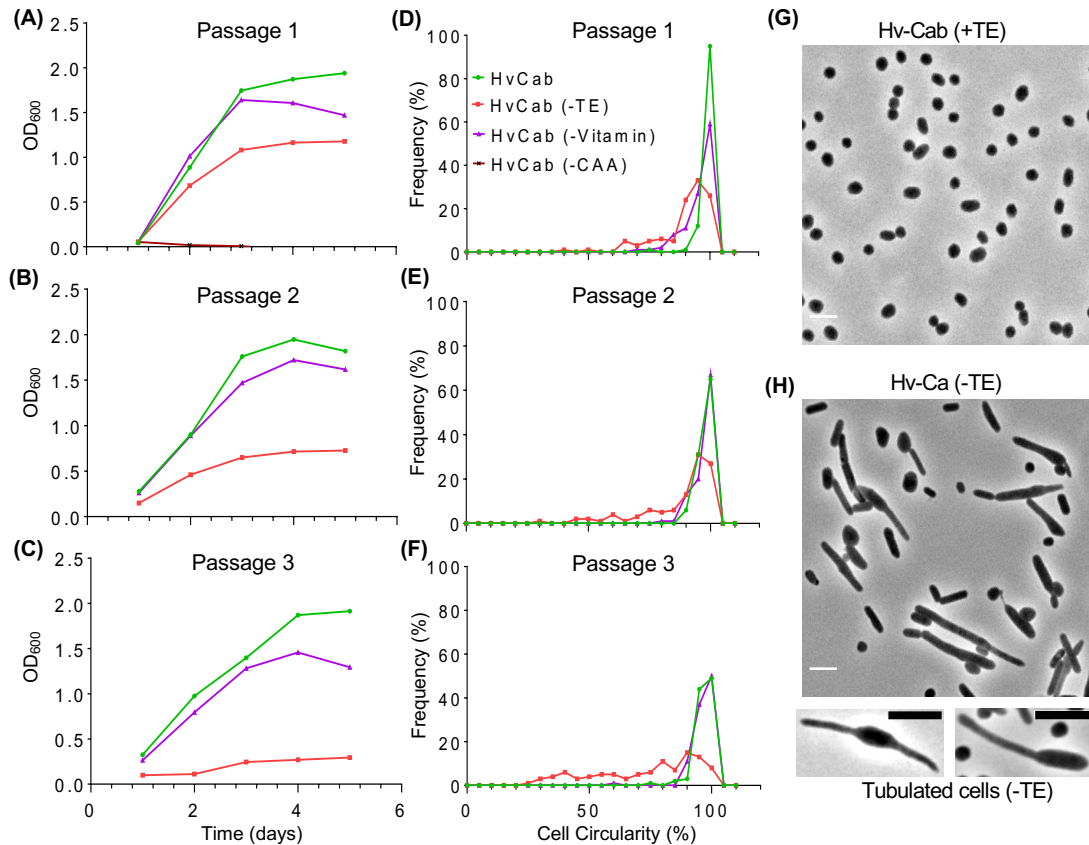 (A)
Passage 1
OD600
2.5
2.0
1.5
1.0
0.5
0.0
(B)
Passage 2
OD600
2.5
2.0
1.5
1.0
0.5
0.0
(C)
Passage 3
OD600
2.5
2.0
1.5
1.0
0.5
0.0
0 2 4 6
Time (days)
(D)
Passage 1
Frequency (%)
100
80
60
40
20
0
HvCab
HvCab (-TE)
HvCab (-Vitamin)
HvCab (-CAA)
(E)
Passage 2
Frequency (%)
100
80
60
40
20
0
(F)
Passage 3
Frequency (%)
100
80
60
40
20
0
0 50 100
Cell Circularity (%)
(G)
Hv-Cab (+TE)
(H)
Hv-Ca (-TE)
Tubulated cells (-TE)